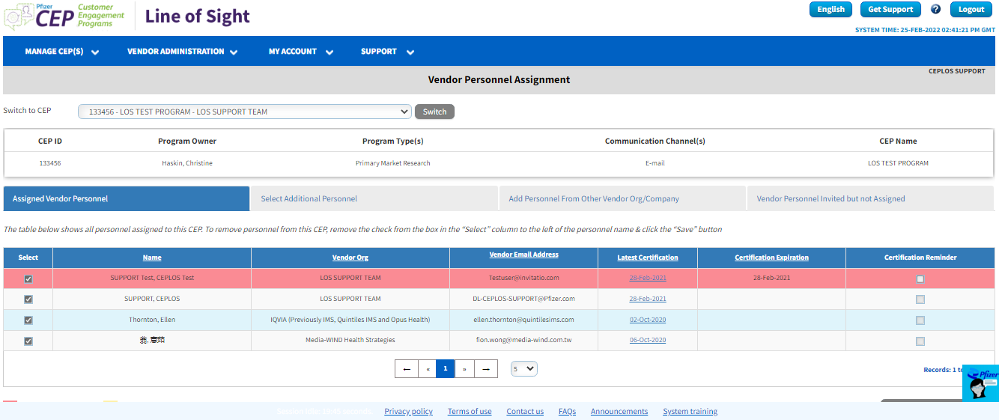 Pfizer
CEP Customer Engagement Programs
Line of Sight
English Get Support ? Logout
SYSTEM TIME: 25-FEB-2022 02:41:21 PM GMT
MANAGE CEP(S) VENDOR ADMINISTRATION MY ACCOUNT SUPPORT
CEPLOS SUPPORT
Vendor Personnel Assignment
Switch to CEP 133456 - LOS TEST PROGRAM - LOS SUPPORT TEAM Switch
CEP ID Program Owner Program Type(s) Communication Channel(s) CEP Name
133456 Haskin, Christine Primary Market Research E-mail LOS TEST PROGRAM
Assigned Vendor Personnel Select Additional Personnel Add Personnel From Other Vendor Org/Company Vendor Personnel Invited but not Assigned
The table below shows all personnel assigned to this CEP. To remove personnel from this CEP, remove the check from the box in the “Select” column to the left of the personnel name & click the “Save” button
Select Name Vendor Org Vendor Email Address Latest Certification Certification Expiration Certification Reminder
SUPPORT Test, CEPLOS Test LOS SUPPORT TEAM Testuser@invitatio.com 28-Feb-2021 28-Feb-2021
SUPPORT, CEPLOS LOS SUPPORT TEAM DL-CEPLOS-SUPPORT@Pfizer.com 28-Feb-2021
Thornton, Ellen IQVIA (Previously IMS, Quintiles IMS and Opus Health) ellen.thornton@quintilesims.com 02-Oct-2020
翁, 意茹 Media-WIND Health Strategies fion.wong@media-wind.com.tw 06-Oct-2020
← « 1 » → 5
Records: 1 to
Pfizer
Privacy policy Terms of use Contact us FAQs Announcements System training